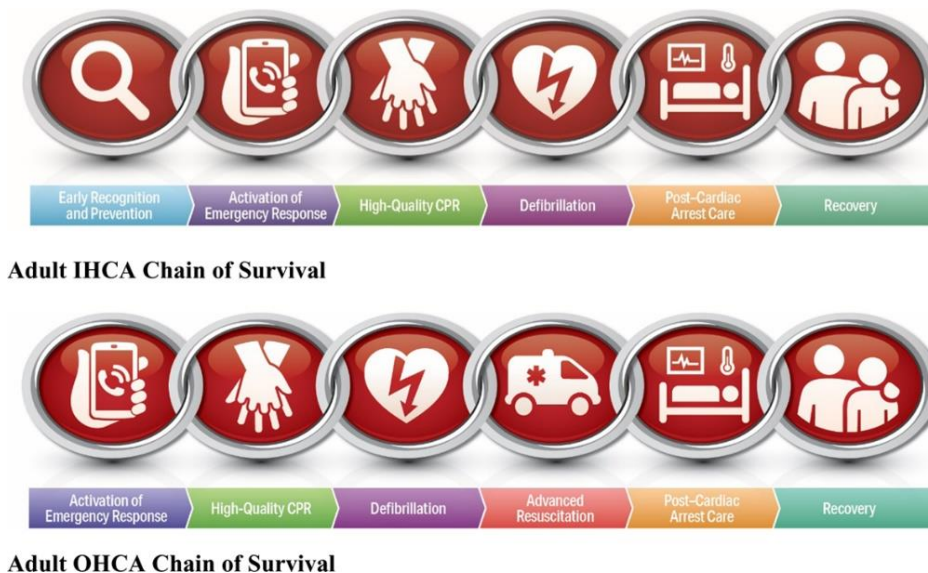 Early Recognition
and Prevention
Activation of
Emergency Response
High-Quality CPR
Defibrillation
Post–Cardiac
Arrest Care
Recovery
Adult IHCA Chain of Survival
Activation of
Emergency Response
High-Quality CPR
Defibrillation
Advanced
Resuscitation
Post–Cardiac
Arrest Care
Recovery
Adult OHCA Chain of Survival